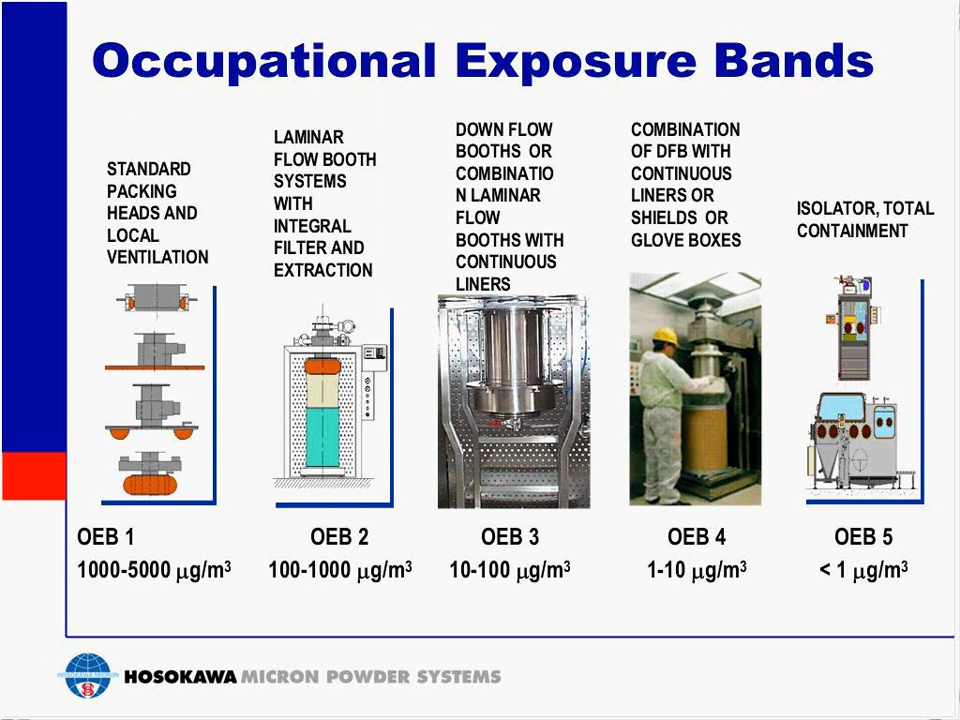 Occupational Exposure Bands
STANDARD
PACKING
HEADS AND
LOCAL
VENTILATION
LAMINAR
FLOW BOOTH
SYSTEMS
WITH
INTEGRAL
FILTER AND
EXTRACTION
DOWN FLOW
BOOTHS OR
COMBINATIO
N LAMINAR
FLOW
BOOTHS WITH
CONTINUOUS
LINERS
COMBINATION
OF DFB WITH
CONTINUOUS
LINERS OR
SHIELDS OR
GLOVE BOXES
ISOLATOR, TOTAL
CONTAINMENT
OEB 1
1000-5000 µg/m³
OEB 2
100-1000 µg/m³
OEB 3
10-100 µg/m³
OEB 4
1-10 µg/m³
OEB 5
< 1 µg/m³
HOSOKAWA MICRON POWDER SYSTEMS